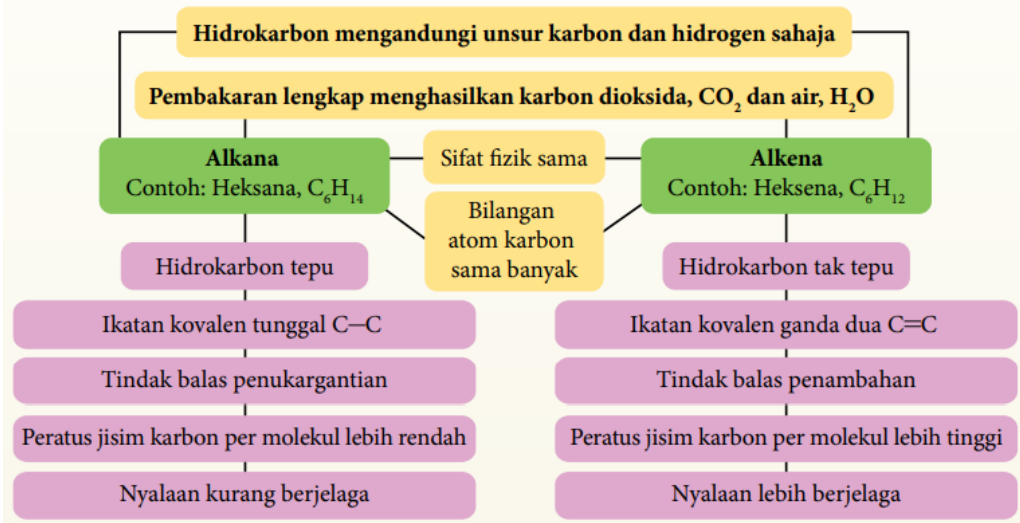 Hidrokarbon mengandungi unsur karbon dan hidrogen sahaja
Pembakaran lengkap menghasilkan karbon dioksida, CO₂ dan air, H₂O
Alkana
Contoh: Heksana, C₆H₁₄
Sifat fizik sama
Alkena
Contoh: Heksena, C₆H₁₂
Bilangan
atom karbon
sama banyak
Hidrokarbon tepu
Ikatan kovalen tunggal C─C
Tindak balas penukargantian
Peratus jisim karbon per molekul lebih rendah
Nyalaan kurang berjelaga
Hidrokarbon tak tepu
Ikatan kovalen ganda dua C═C
Tindak balas penambahan
Peratus jisim karbon per molekul lebih tinggi
Nyalaan lebih berjelaga